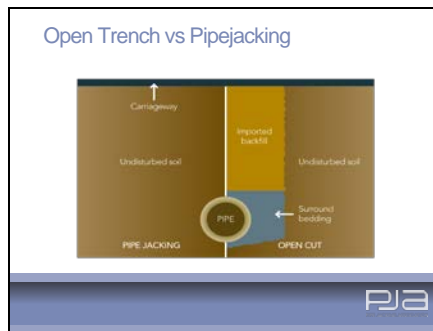 Open Trench vs Pipejacking
Carriageway
Imported
backfill
Undisturbed soil
Undisturbed soil
Surround
bedding
PIPE
PIPE JACKING
OPEN CUT
PJA